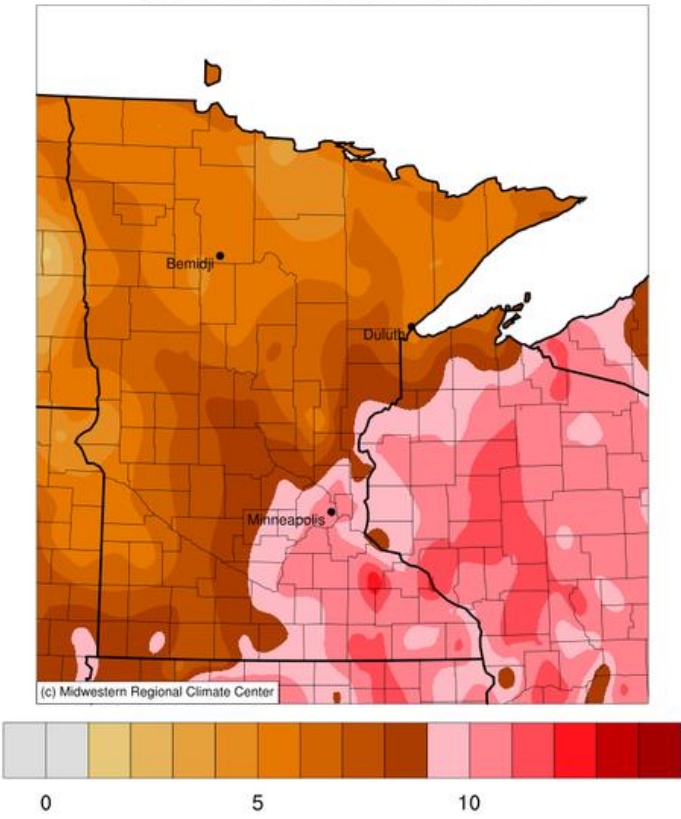 Bemidji
Duluth
Minneapolis
(c) Midwestern Regional Climate Center
0 5 10